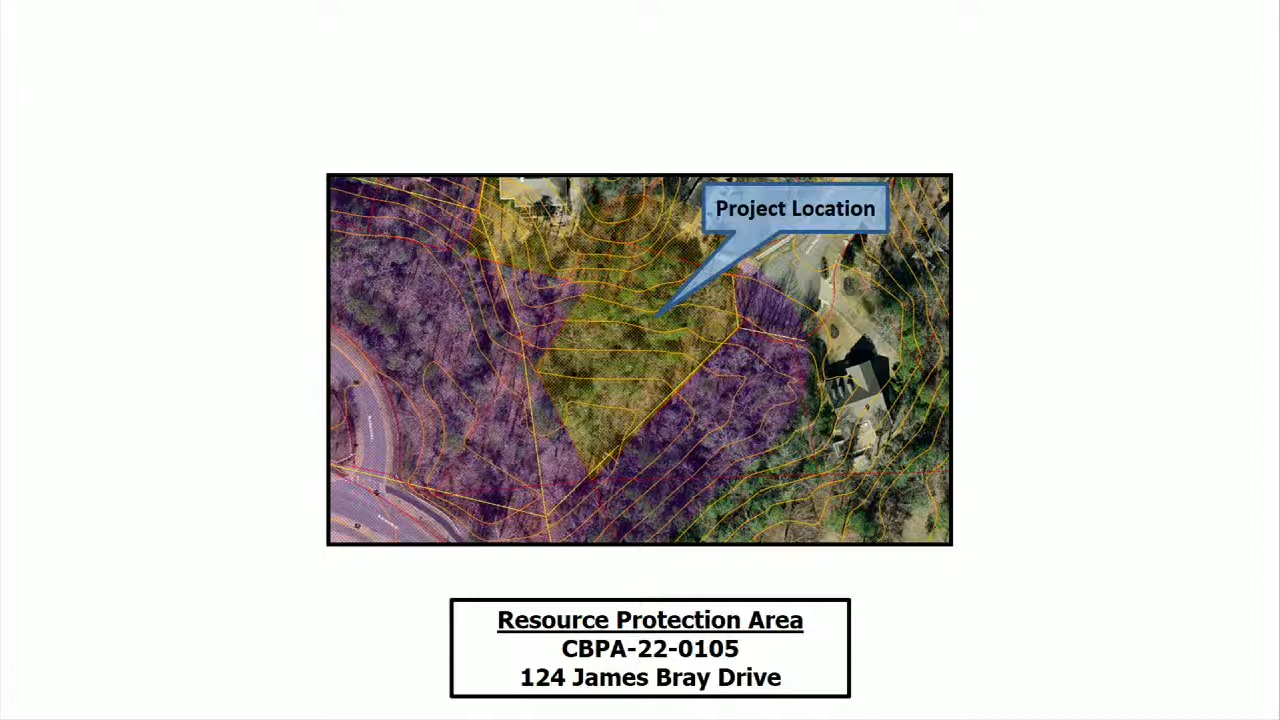 Project Location
Resource Protection Area
CBPA-22-0105
124 James Bray Drive